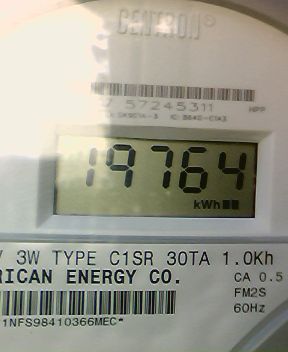 CENTRON®
57245311 HPP
19764
kWh
V 3W TYPE C1SR 30TA 1.0Kh
RICAN ENERGY CO.
CA 0.5
FM2S
60Hz
1NFS98410366MEC*